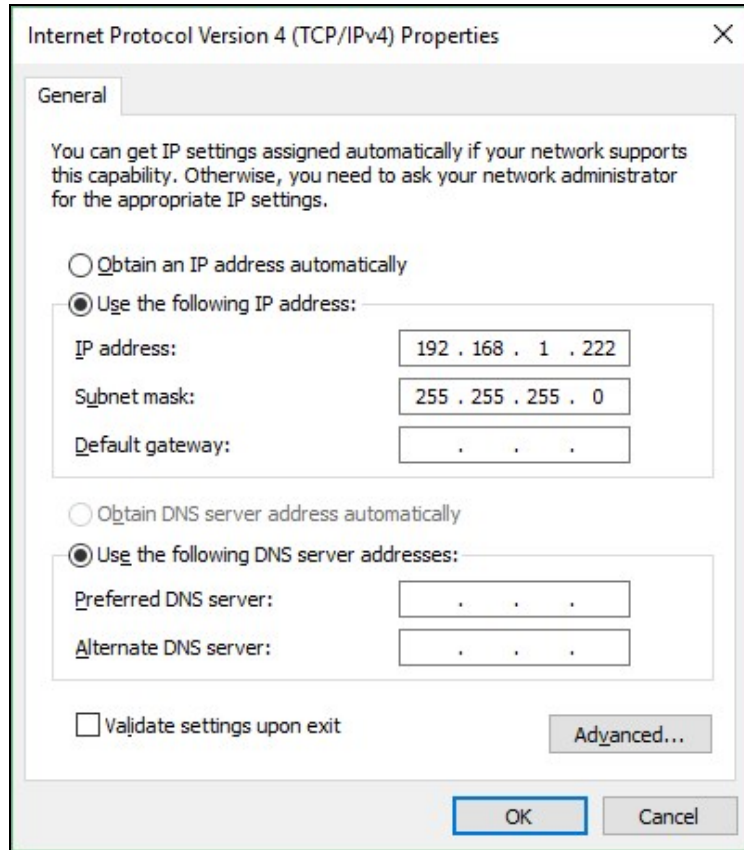 Internet Protocol Version 4 (TCP/IPv4) Properties
General
You can get IP settings assigned automatically if your network supports
this capability. Otherwise, you need to ask your network administrator
for the appropriate IP settings.
Obtain an IP address automatically
Use the following IP address:
IP address: 192 . 168 . 1 . 222
Subnet mask: 255 . 255 . 255 . 0
Default gateway: . . .
Obtain DNS server address automatically
Use the following DNS server addresses:
Preferred DNS server: . . .
Alternate DNS server: . . .
Validate settings upon exit
Advanced...
OK Cancel